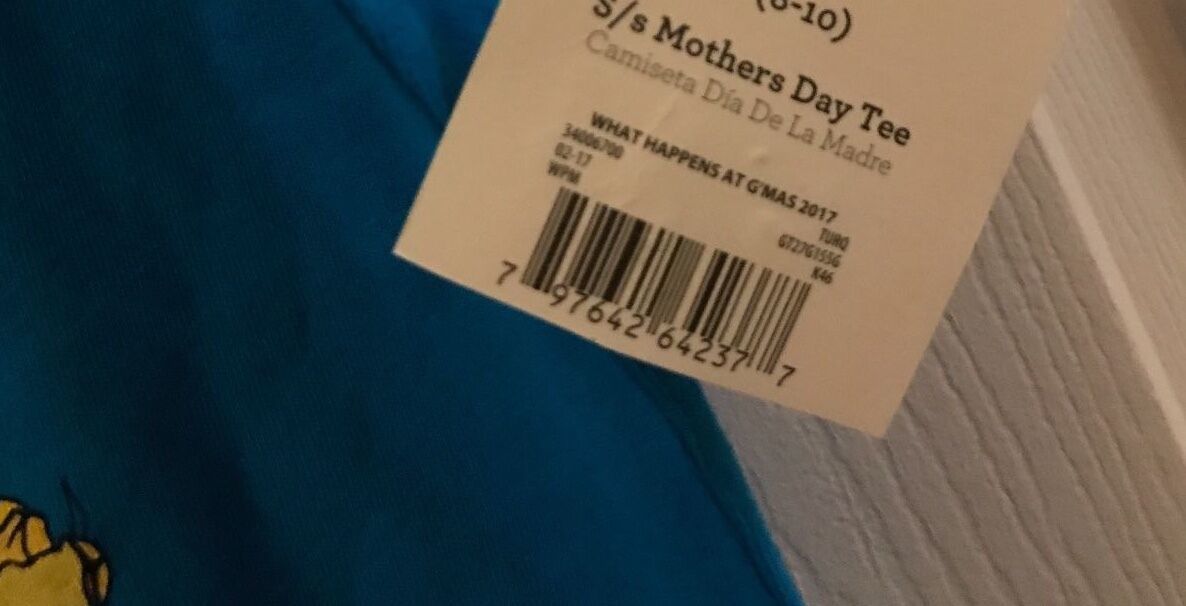 S/s Mothers Day Tee
Camiseta Día De La Madre
WHAT HAPPENS AT G'MAS 2017
34006700
02-17
WPM
TURQ
GT27G155G
K46
7 97642 64237 7